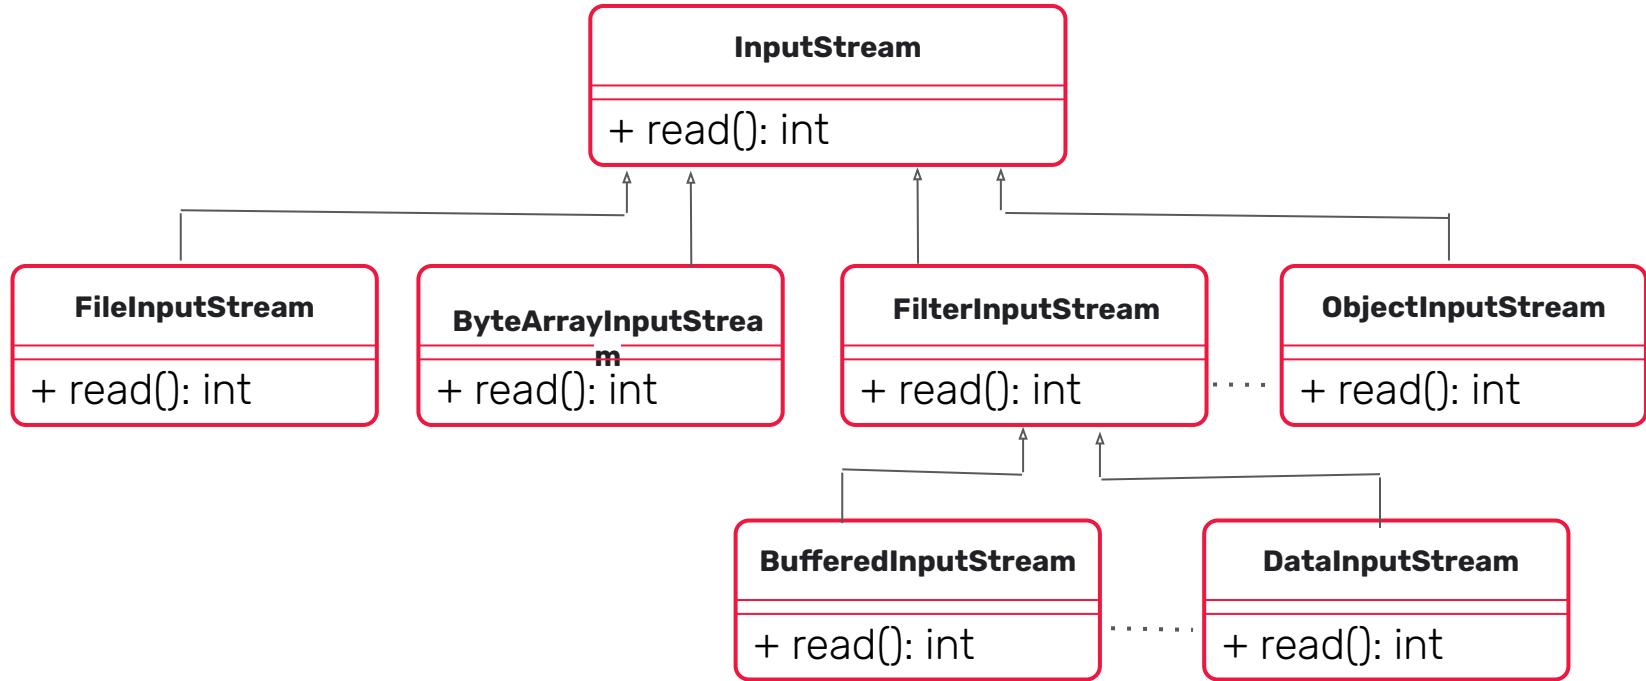 InputStream
+ read(): int
FileInputStream
+ read(): int
ByteArrayInputStrea
m
+ read(): int
FilterInputStream
+ read(): int
ObjectInputStream
+ read(): int
BufferedInputStream
+ read(): int
DataInputStream
+ read(): int